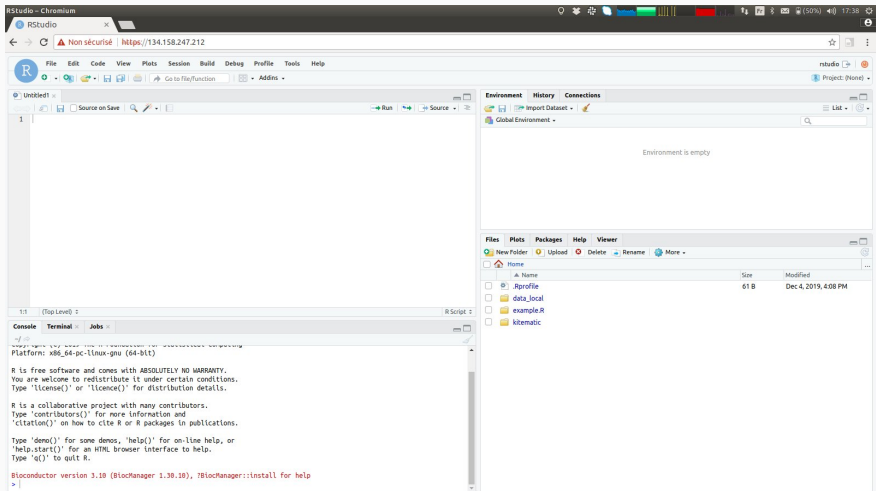 RStudio – Chromium
(50%)
17:38
RStudio
Non sécurisé
https://134.158.247.212
R
File Edit Code View Plots Session Build Debug Profile Tools Help
rstudio
Go to file/function
Addins
Project: (None)
Untitled1
Source on Save
Run
Source
1
1:1
(Top Level)
R Script
Console Terminal Jobs
~/
Platform: x86_64-pc-linux-gnu (64-bit)
R is free software and comes with ABSOLUTELY NO WARRANTY.
You are welcome to redistribute it under certain conditions.
Type 'license()' or 'licence()' for distribution details.
R is a collaborative project with many contributors.
Type 'contributors()' for more information and
'citation()' on how to cite R or R packages in publications.
Type 'demo()' for some demos, 'help()' for on-line help, or
'help.start()' for an HTML browser interface to help.
Type 'q()' to quit R.
Bioconductor version 3.10 (BiocManager 1.30.10), ?BiocManager::install for help
>
Environment History Connections
Import Dataset
List
Global Environment
Environment is empty
Files Plots Packages Help Viewer
New Folder Upload Delete Rename More
Home
...
Name Size Modified
.Rprofile 61 B Dec 4, 2019, 4:08 PM
data_local
example.R
kitematic